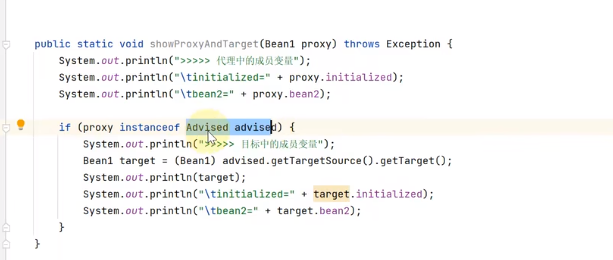 public static void showProxyAndTarget(Bean1 proxy) throws Exception {
System.out.println(">>>>> 代理中的成员变量");
System.out.println("\tinitialized=" + proxy.initialized);
System.out.println("\tbean2=" + proxy.bean2);
if (proxy instanceof Advised advised) {
System.out.println(">>>>> 目标中的成员变量");
Bean1 target = (Bean1) advised.getTargetSource().getTarget();
System.out.println(target);
System.out.println("\tinitialized=" + target.initialized);
System.out.println("\tbean2=" + target.bean2);
}
}